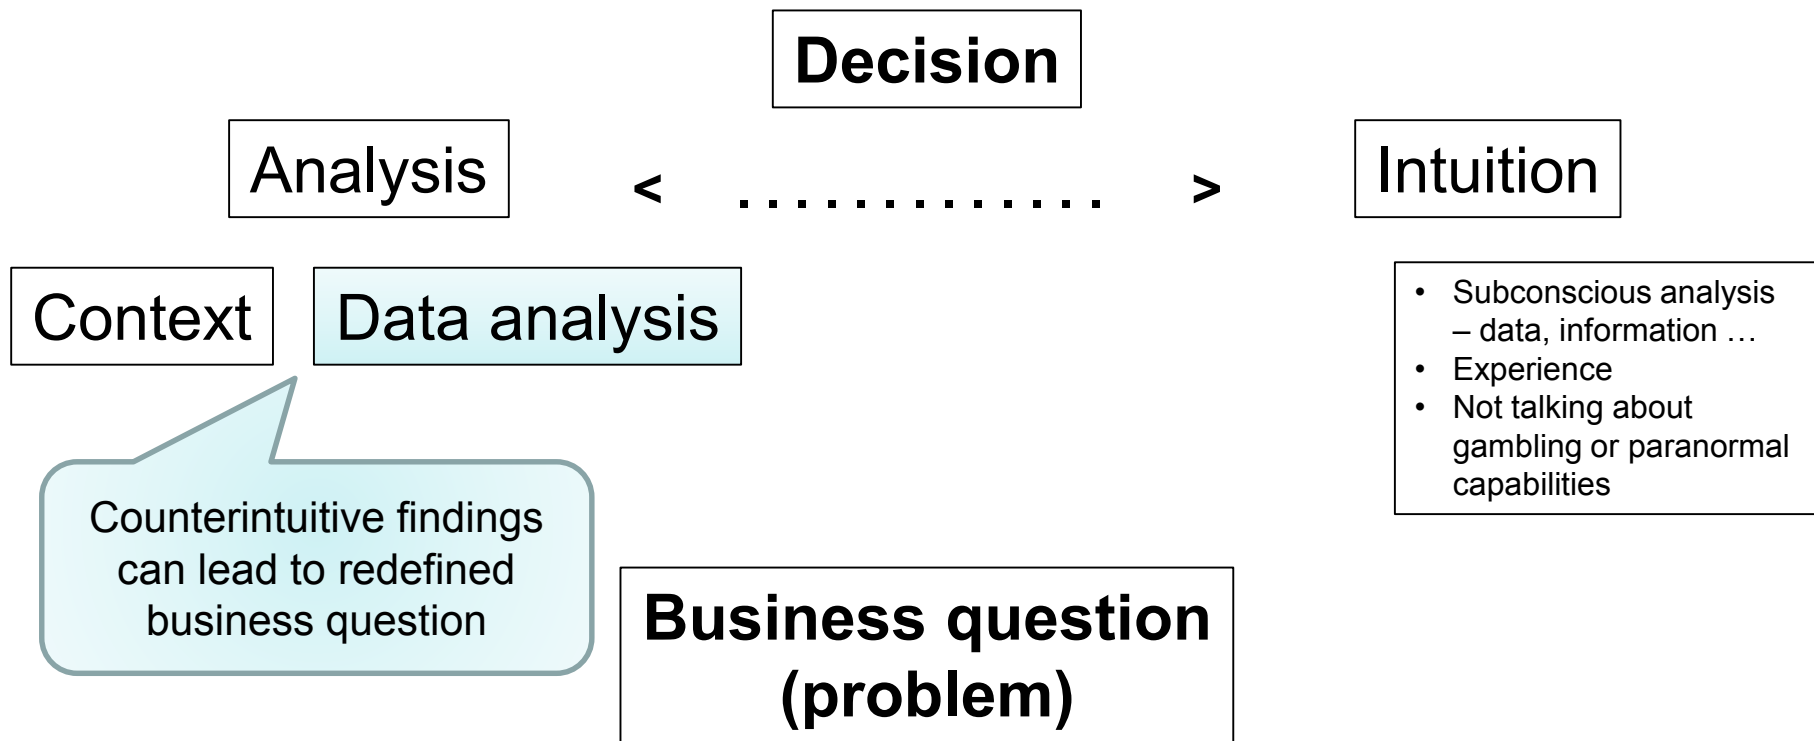 Decision
Analysis
< . . . . . . . . . . . . . >
Intuition
Context
Data analysis
• Subconscious analysis
– data, information …
• Experience
• Not talking about
gambling or paranormal
capabilities
Counterintuitive findings
can lead to redefined
business question
Business question
(problem)